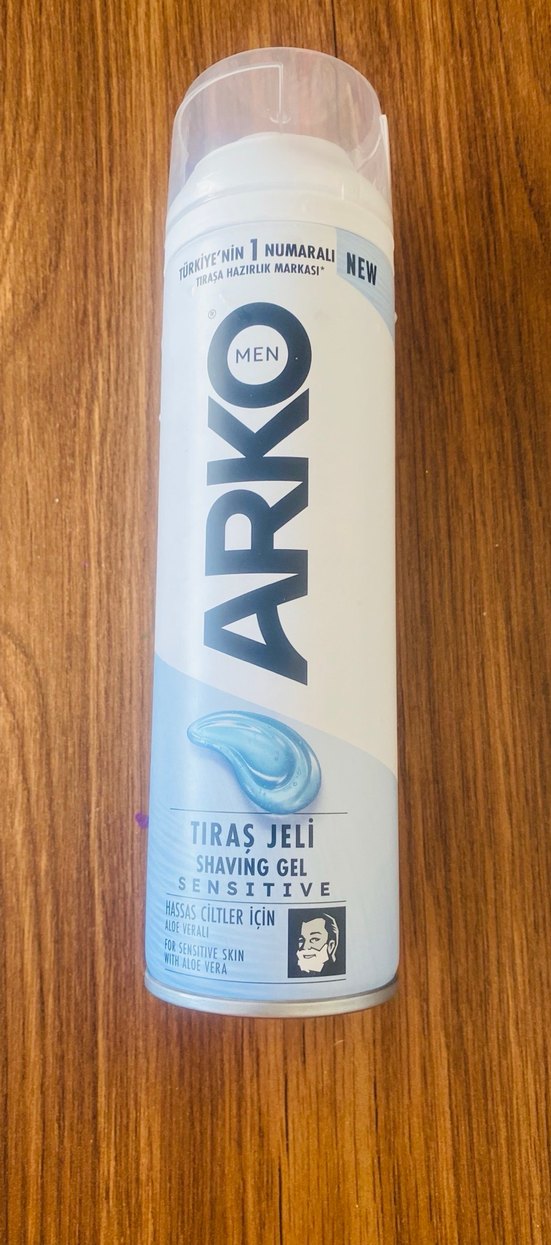 TÜRKİYE'NİN 1 NUMARALI
TIRAŞA HAZIRLIK MARKASI*
NEW
®
MEN
ARKO
TIRAŞ JELİ
SHAVING GEL
SENSITIVE
HASSAS CİLTLER İÇİN
ALOE VERALI
FOR SENSITIVE SKIN
WITH ALOE VERA